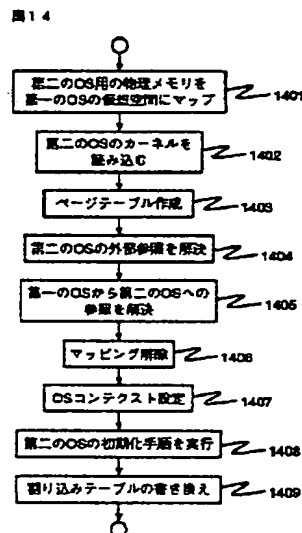 図14
第二のOS用の物理メモリを
第一のOSの仮想空間にマップ
1401
第二のOSのカーネルを
読み込む
1402
ページテーブル作成
1403
第二のOSの外部参照を解決
1404
第一のOSから第二のOSへの
参照を解決
1405
マッピング解除
1406
OSコンテクスト設定
1407
第二のOSの初期化手順を実行
1408
割り込みテーブルの書き換え
1409